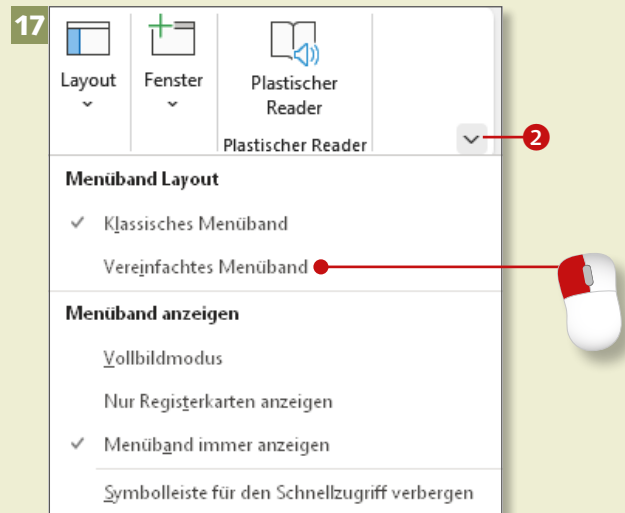 17
Layout
Fenster
Plastischer
Reader
Plastischer Reader
2
Menüband Layout
Klassisches Menüband
Vereinfachtes Menüband
Menüband anzeigen
Vollbildmodus
Nur Registerkarten anzeigen
Menüband immer anzeigen
Symbolleiste für den Schnellzugriff verbergen